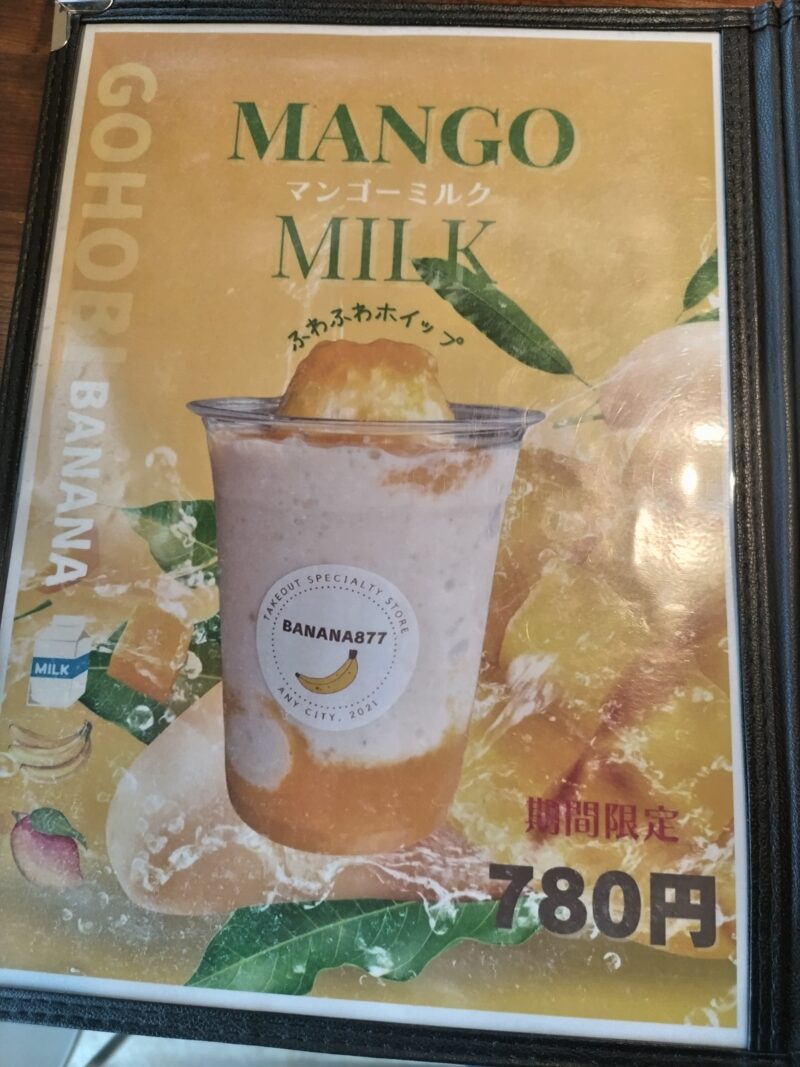 GOHOBI BANANA
MANGO
マンゴーミルク
MILK
ふわふわホイップ
TAKEOUT SPECIALTY STORE
BANANA877
ANY CITY, 2021
MILK
期間限定
780円